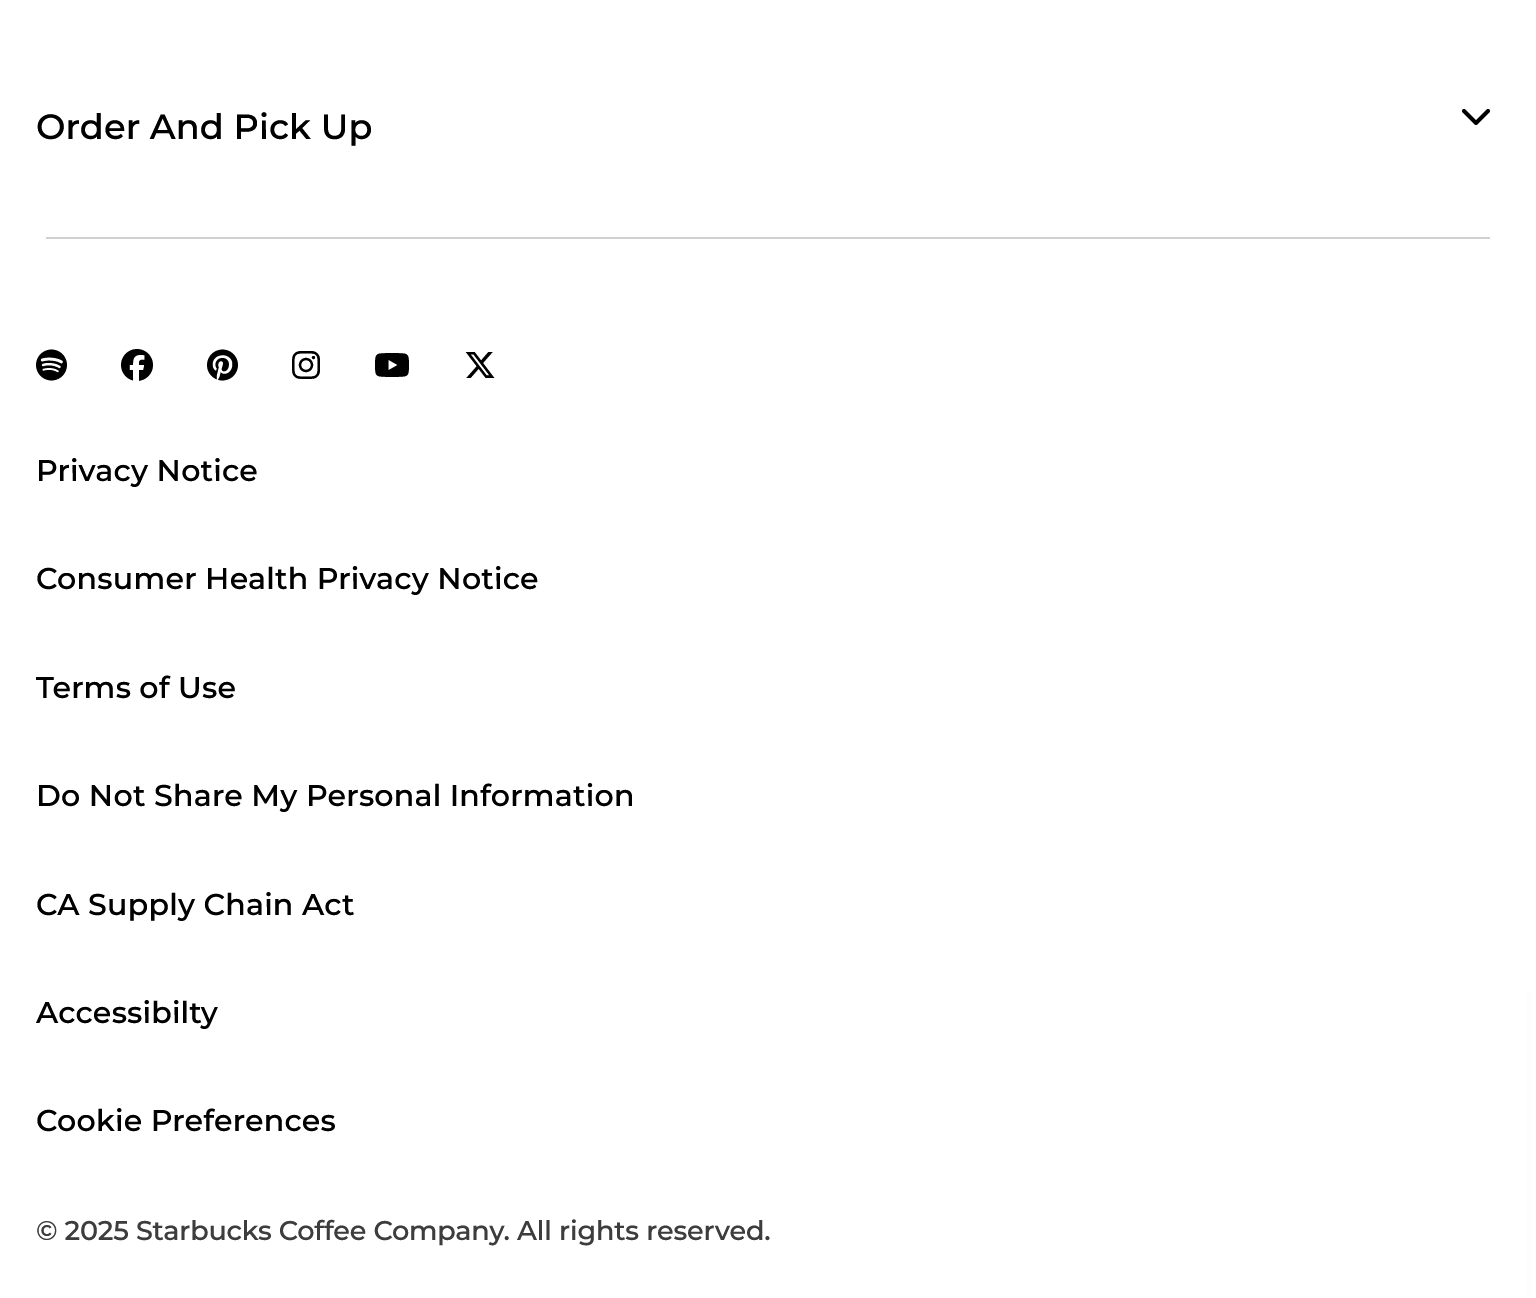 Order And Pick Up
Privacy Notice
Consumer Health Privacy Notice
Terms of Use
Do Not Share My Personal Information
CA Supply Chain Act
Accessibilty
Cookie Preferences
© 2025 Starbucks Coffee Company. All rights reserved.